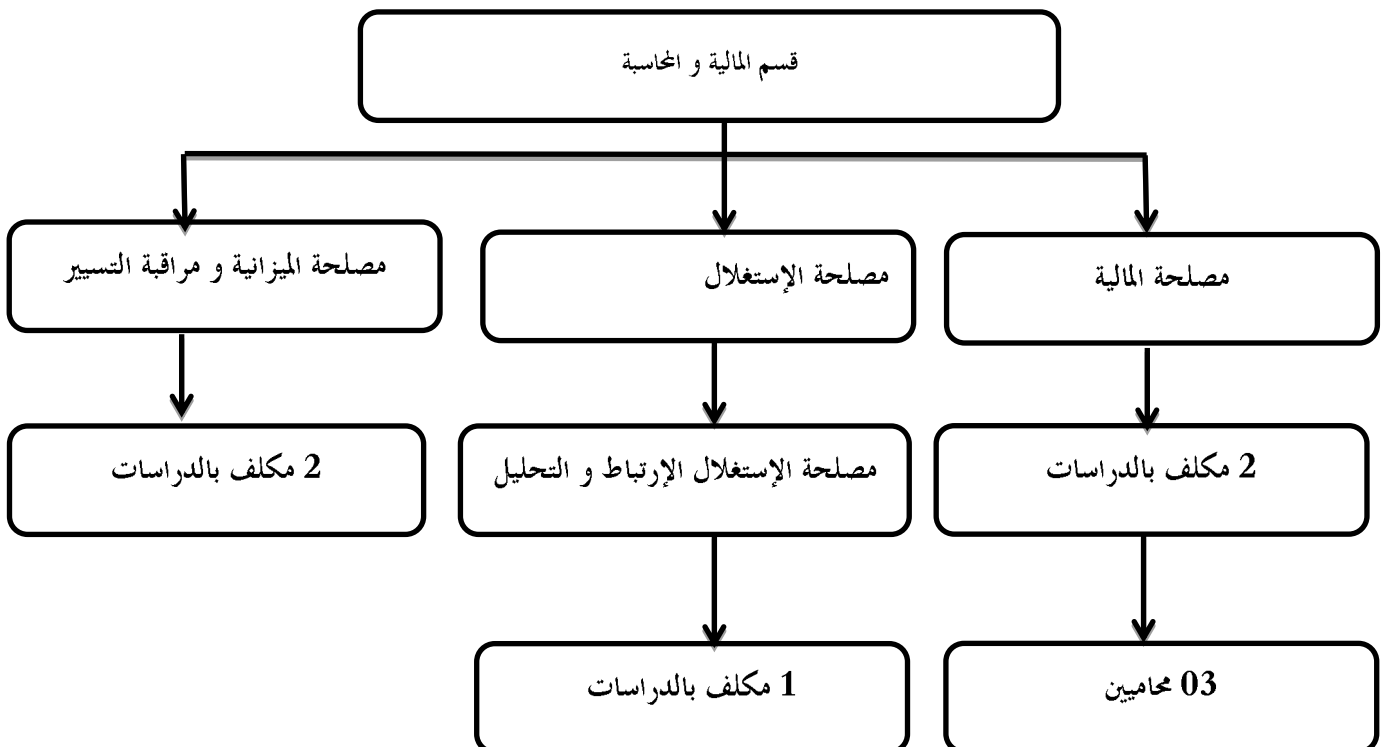 قسم المالية و المحاسبة
مصلحة المالية
مصلحة الإستغلال
مصلحة الميزانية و مراقبة التسيير
2 مكلف بالدراسات
مصلحة الإستغلال الإرتباط و التحليل
2 مكلف بالدراسات
03 محاميين
1 مكلف بالدراسات